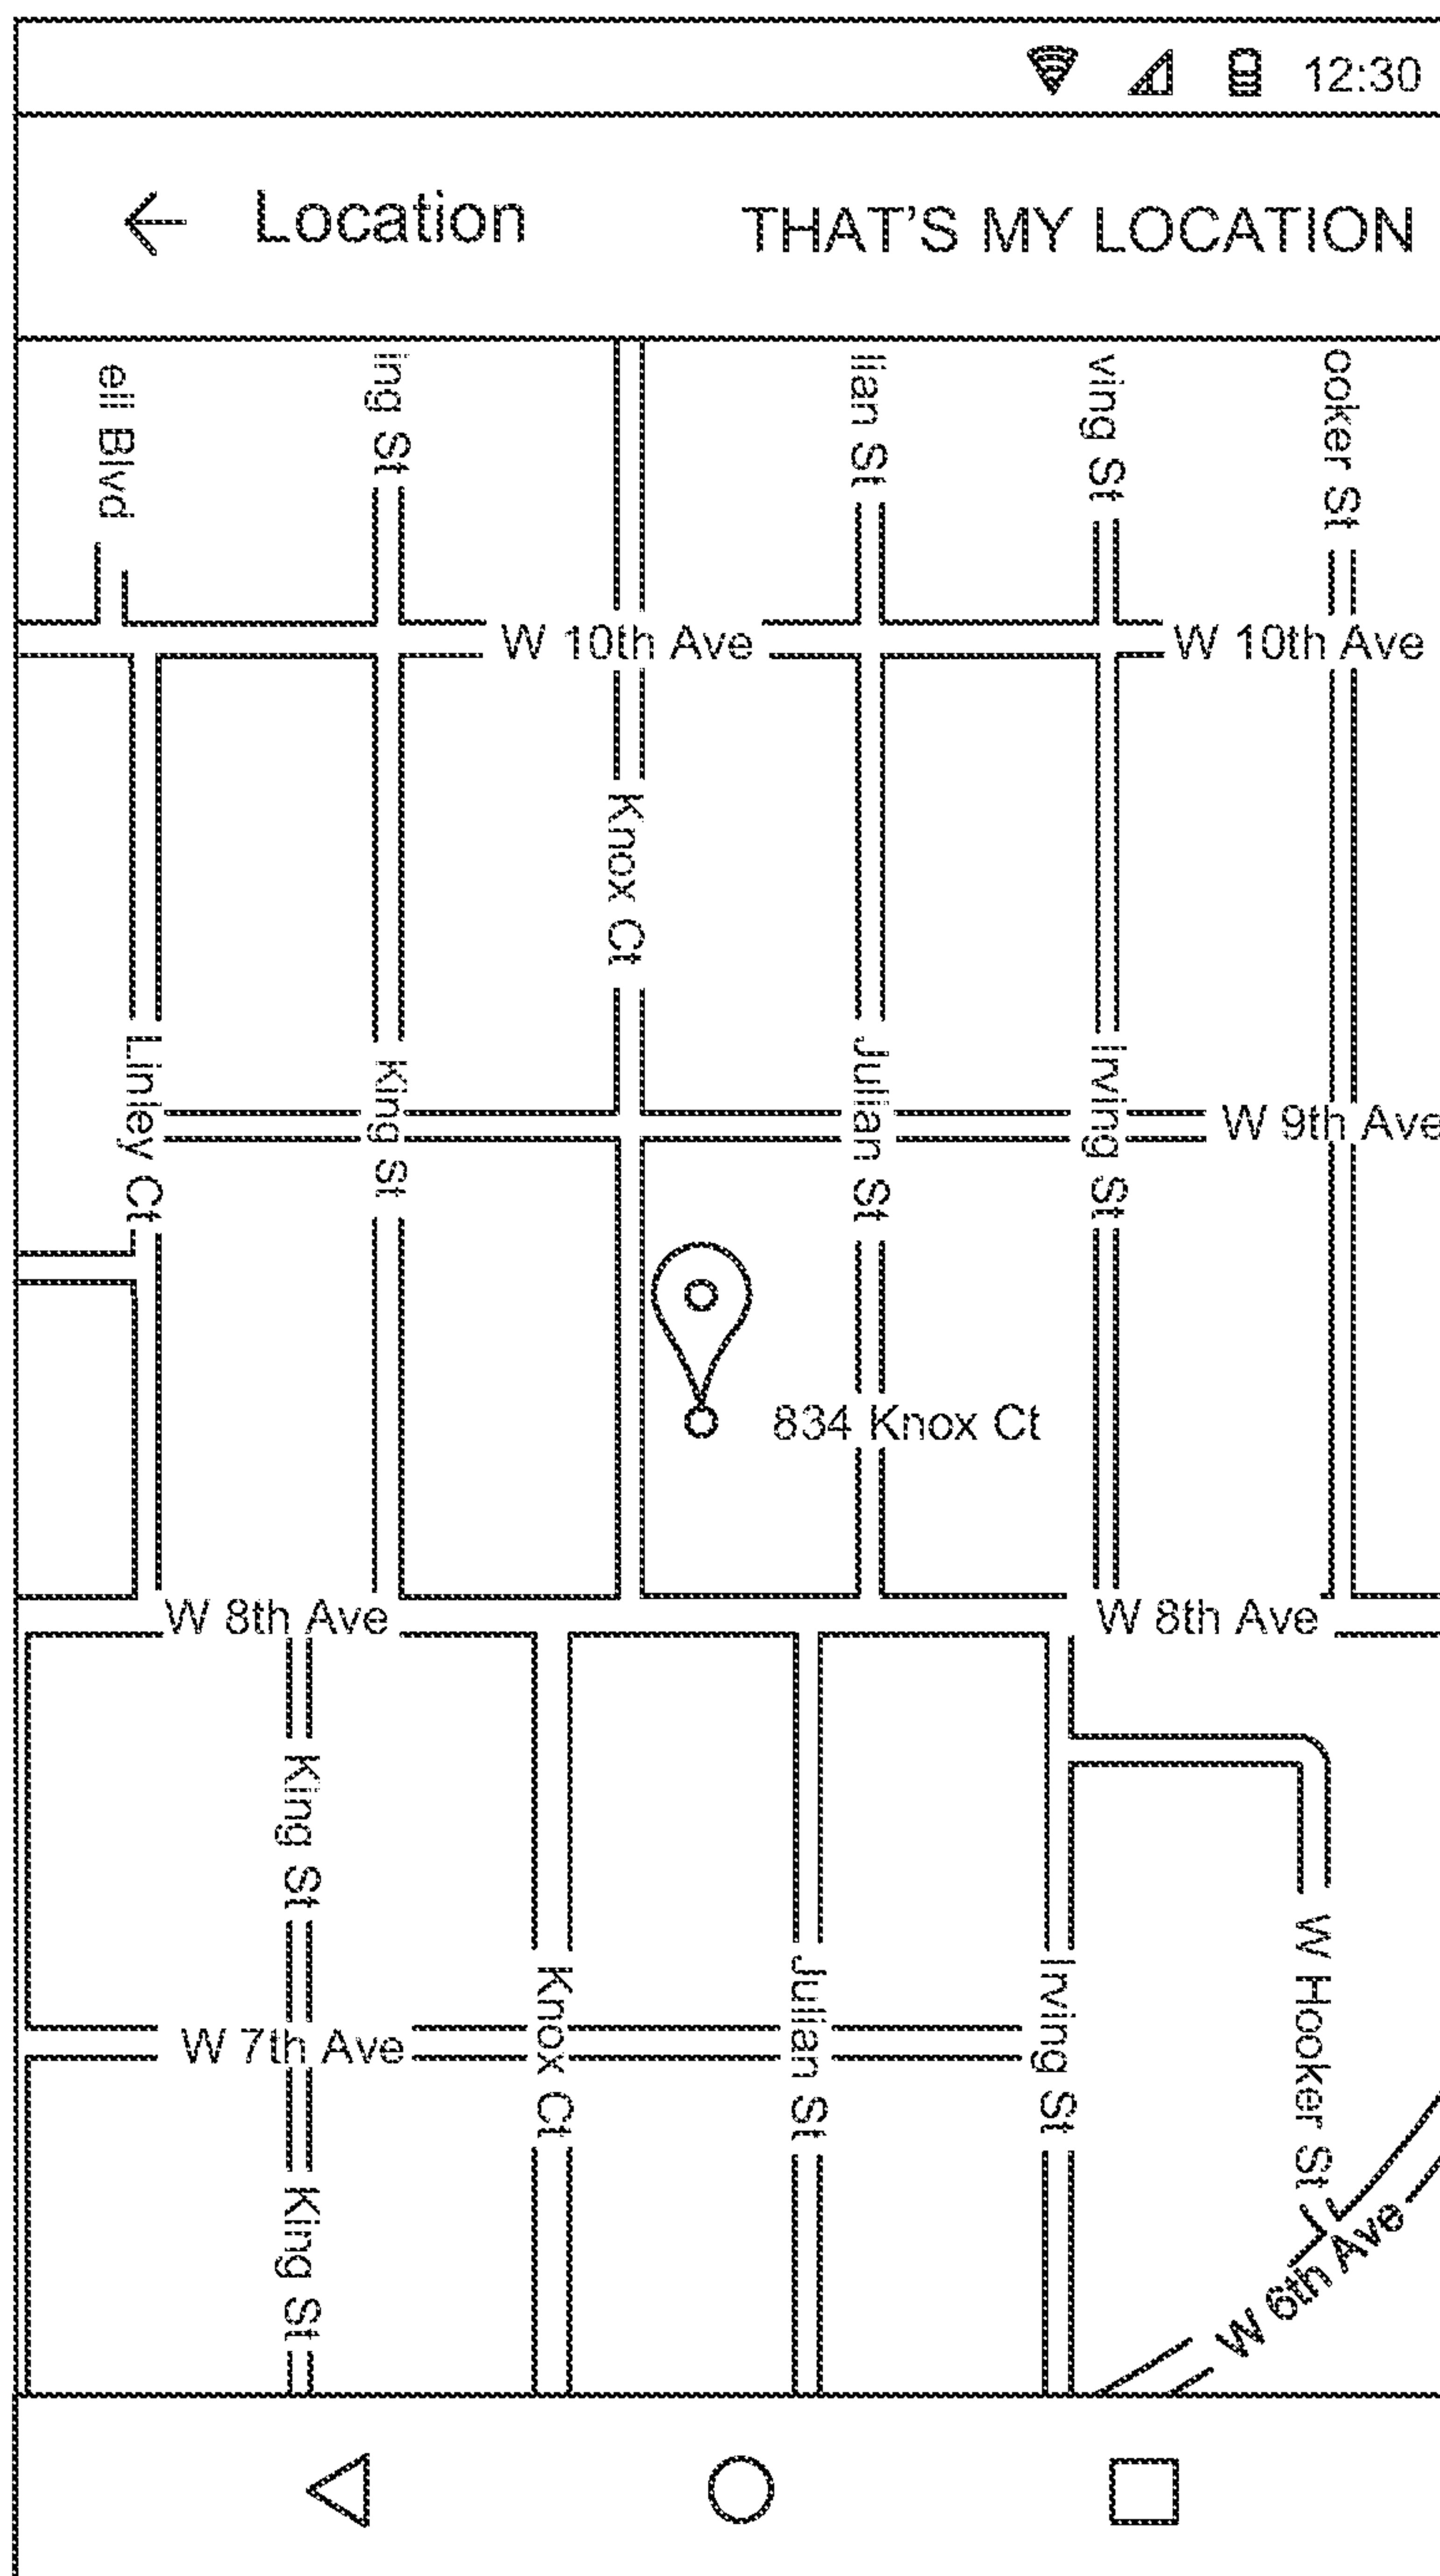 12:30
Location
THAT'S MY LOCATION
ell Blvd
ing St
lian St
ving St
ooker St
W 10th Ave
W 10th Ave
Knox Ct
Linley Ct
King St
Julian St
Irving St
W 9th Ave
834 Knox Ct
W 8th Ave
W 8th Ave
King St
Knox Ct
Julian St
Irving St
W Hooker St
W 7th Ave
King St
W 6th Ave